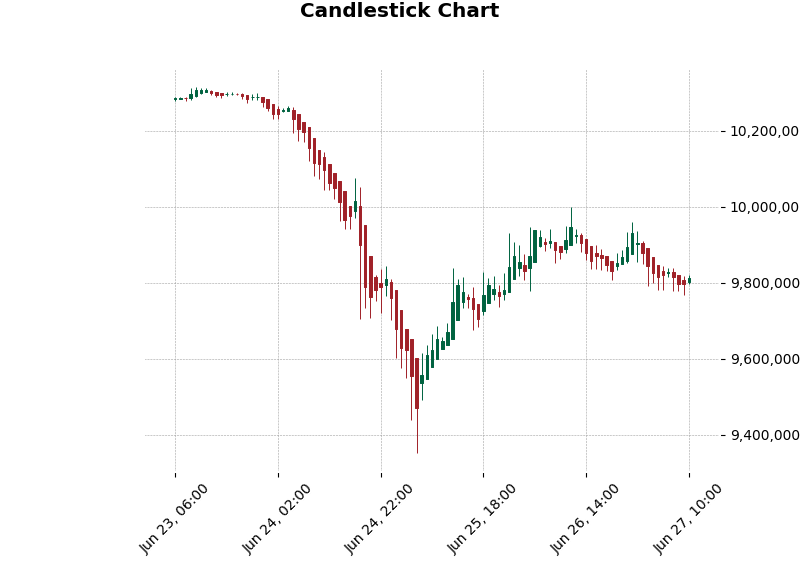 Candlestick Chart
10,200,00
10,000,00
9,800,000
9,600,000
9,400,000
Jun 23, 06:00
Jun 24, 02:00
Jun 24, 22:00
Jun 25, 18:00
Jun 26, 14:00
Jun 27, 10:00